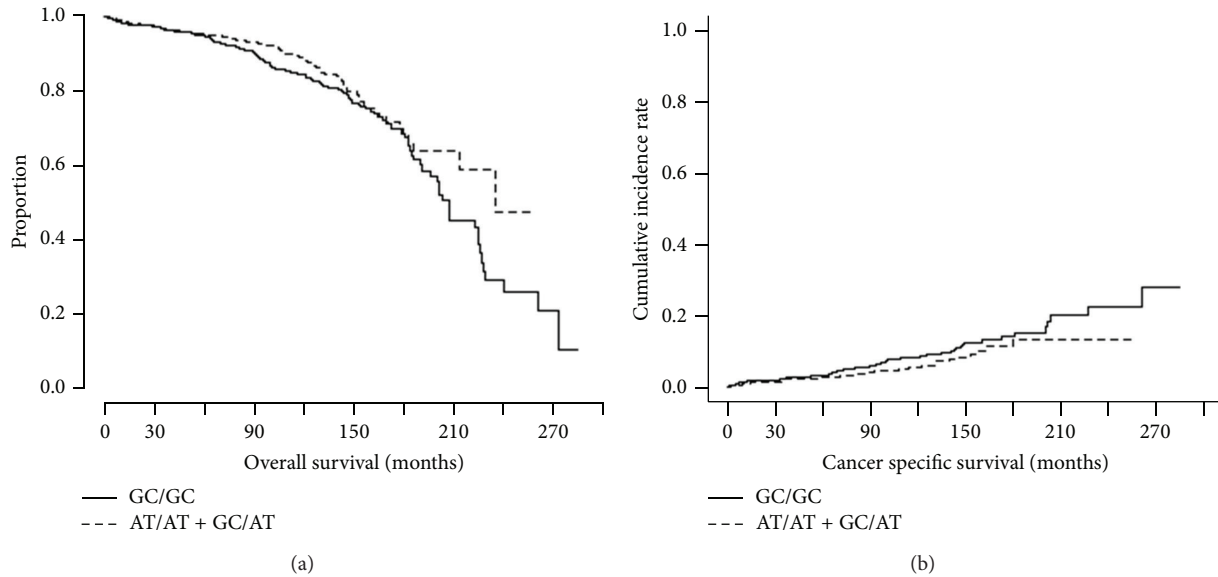 1.0
0.8
0.6
0.4
0.2
0.0
Proportion
0 30 90 150 210 270
Overall survival (months)
GC/GC
AT/AT + GC/AT
(a)
1.0
0.8
0.6
0.4
0.2
0.0
Cumulative incidence rate
0 30 90 150 210 270
Cancer specific survival (months)
GC/GC
AT/AT + GC/AT
(b)